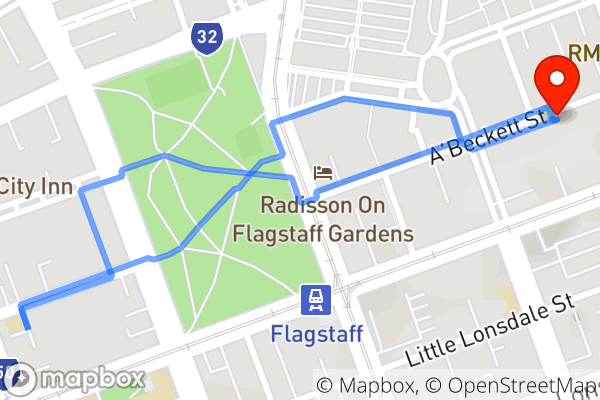 32
RM
A'Beckett St
City Inn
Radisson On
Flagstaff Gardens
Flagstaff
Little Lonsdale St
mapbox
© Mapbox, © OpenStreetMap